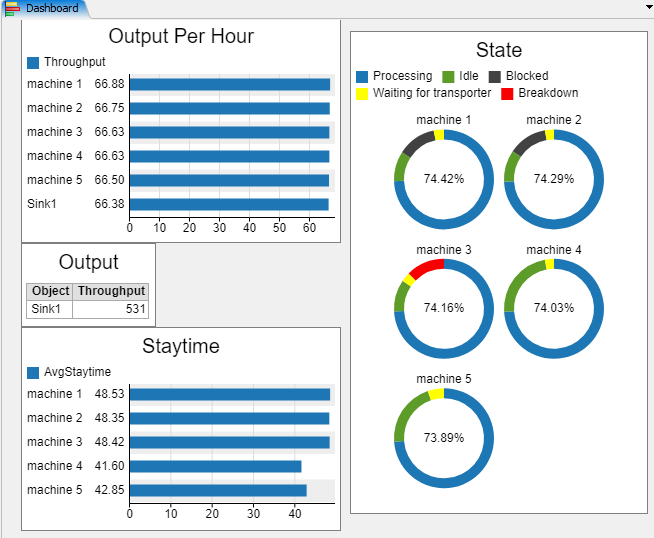 Dashboard
Output Per Hour
Throughput
machine 1 66.88
machine 2 66.75
machine 3 66.63
machine 4 66.63
machine 5 66.50
Sink1 66.38
0 10 20 30 40 50 60
Output
Object Throughput
Sink1 531
Staytime
AvgStaytime
machine 1 48.53
machine 2 48.35
machine 3 48.42
machine 4 41.60
machine 5 42.85
0 10 20 30 40
State
Processing Idle Blocked
Waiting for transporter Breakdown
machine 1 machine 2
74.42% 74.29%
machine 3 machine 4
74.16% 74.03%
machine 5
73.89%